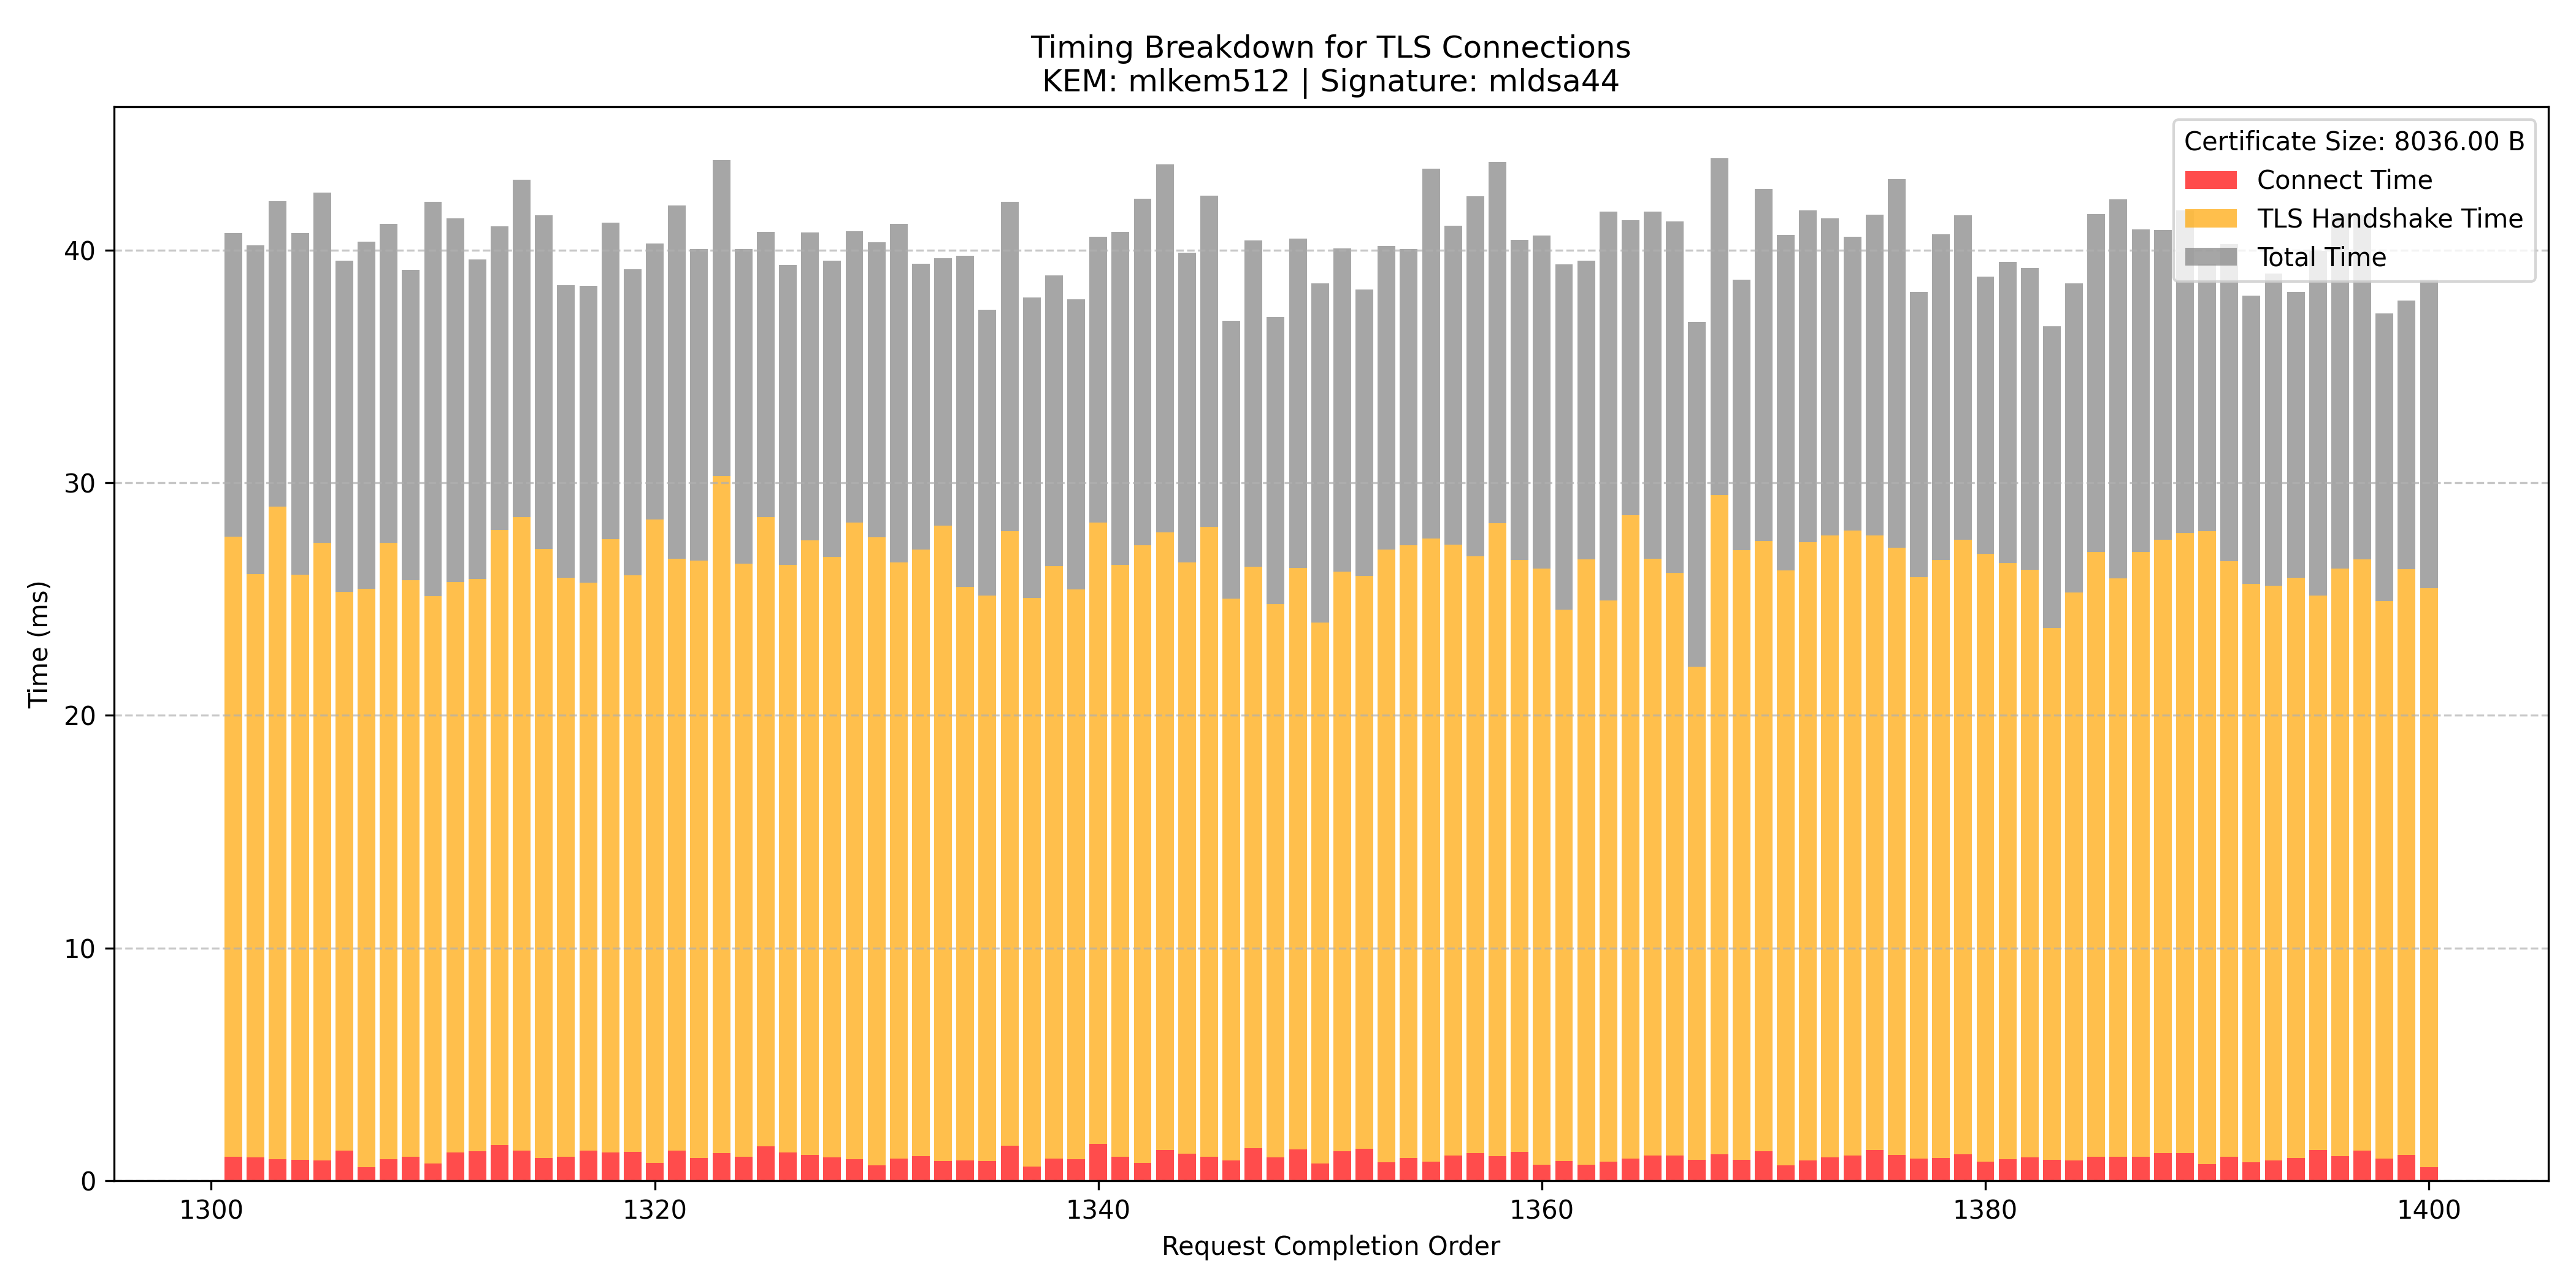 Timing Breakdown for TLS Connections
KEM: mlkem512 | Signature: mldsa44
Certificate Size: 8036.00 B
Connect Time
TLS Handshake Time
Total Time
Time (ms)
40
30
20
10
0
1300
1320
1340
1360
1380
1400
Request Completion Order